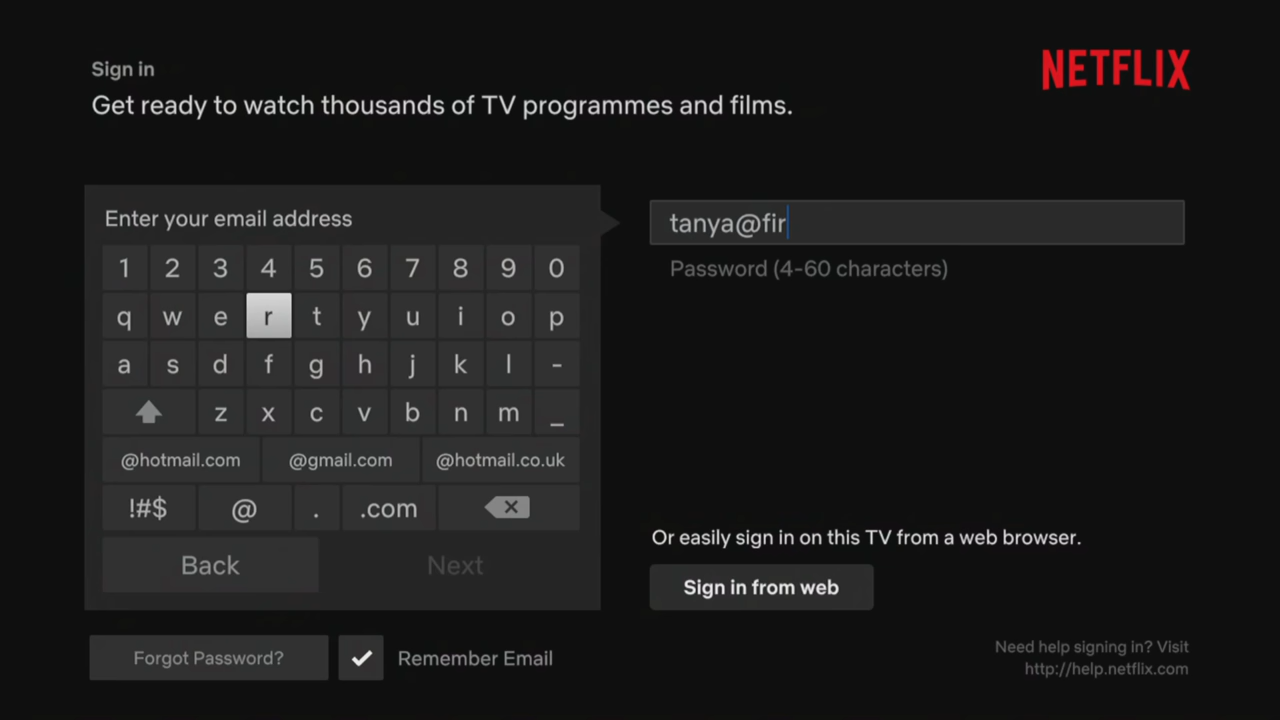 Sign in
NETFLIX
Get ready to watch thousands of TV programmes and films.
Enter your email address
tanya@fir
Password (4-60 characters)
1 2 3 4 5 6 7 8 9 0
q w e r t y u i o p
a s d f g h j k l -
z x c v b n m _
@hotmail.com @gmail.com @hotmail.co.uk
!#$ @ . .com
Back Next
Or easily sign in on this TV from a web browser.
Sign in from web
Forgot Password? Remember Email
Need help signing in? Visit
http://help.netflix.com